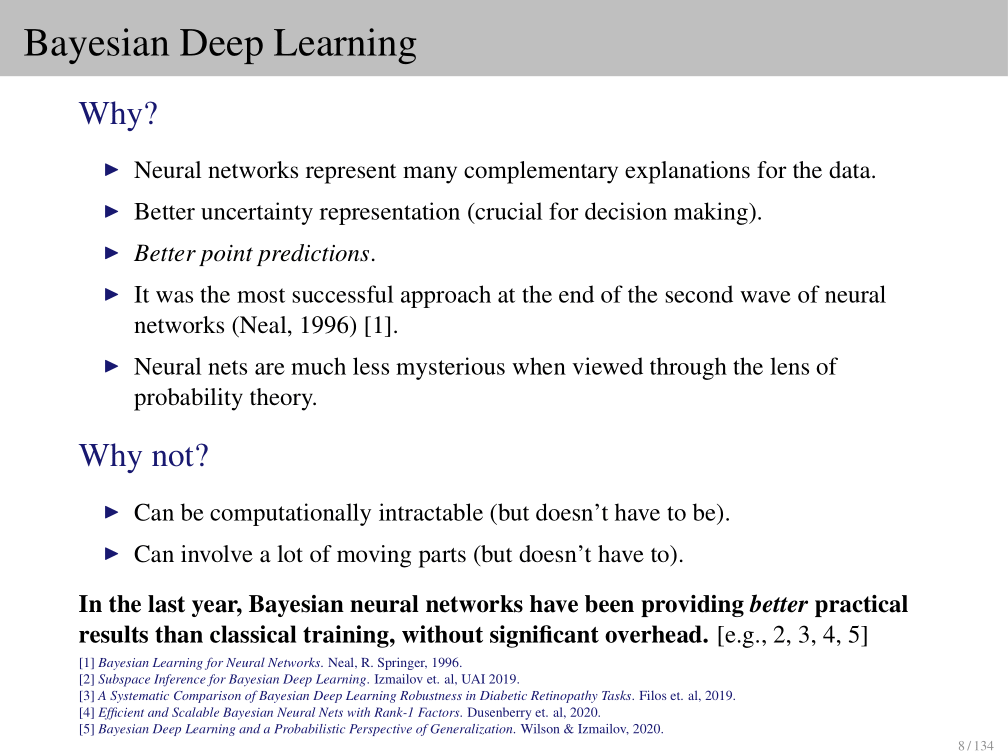 Bayesian Deep Learning
Why?
▶ Neural networks represent many complementary explanations for the data.
▶ Better uncertainty representation (crucial for decision making).
▶ Better point predictions.
▶ It was the most successful approach at the end of the second wave of neural
networks (Neal, 1996) [1].
▶ Neural nets are much less mysterious when viewed through the lens of
probability theory.
Why not?
▶ Can be computationally intractable (but doesn't have to be).
▶ Can involve a lot of moving parts (but doesn't have to).
In the last year, Bayesian neural networks have been providing better practical
results than classical training, without significant overhead. [e.g., 2, 3, 4, 5]
[1] Bayesian Learning for Neural Networks. Neal, R. Springer, 1996.
[2] Subspace Inference for Bayesian Deep Learning. Izmailov et. al, UAI 2019.
[3] A Systematic Comparison of Bayesian Deep Learning Robustness in Diabetic Retinopathy Tasks. Filos et. al, 2019.
[4] Efficient and Scalable Bayesian Neural Nets with Rank-1 Factors. Dusenberry et. al, 2020.
[5] Bayesian Deep Learning and a Probabilistic Perspective of Generalization. Wilson & Izmailov, 2020.
8 / 134